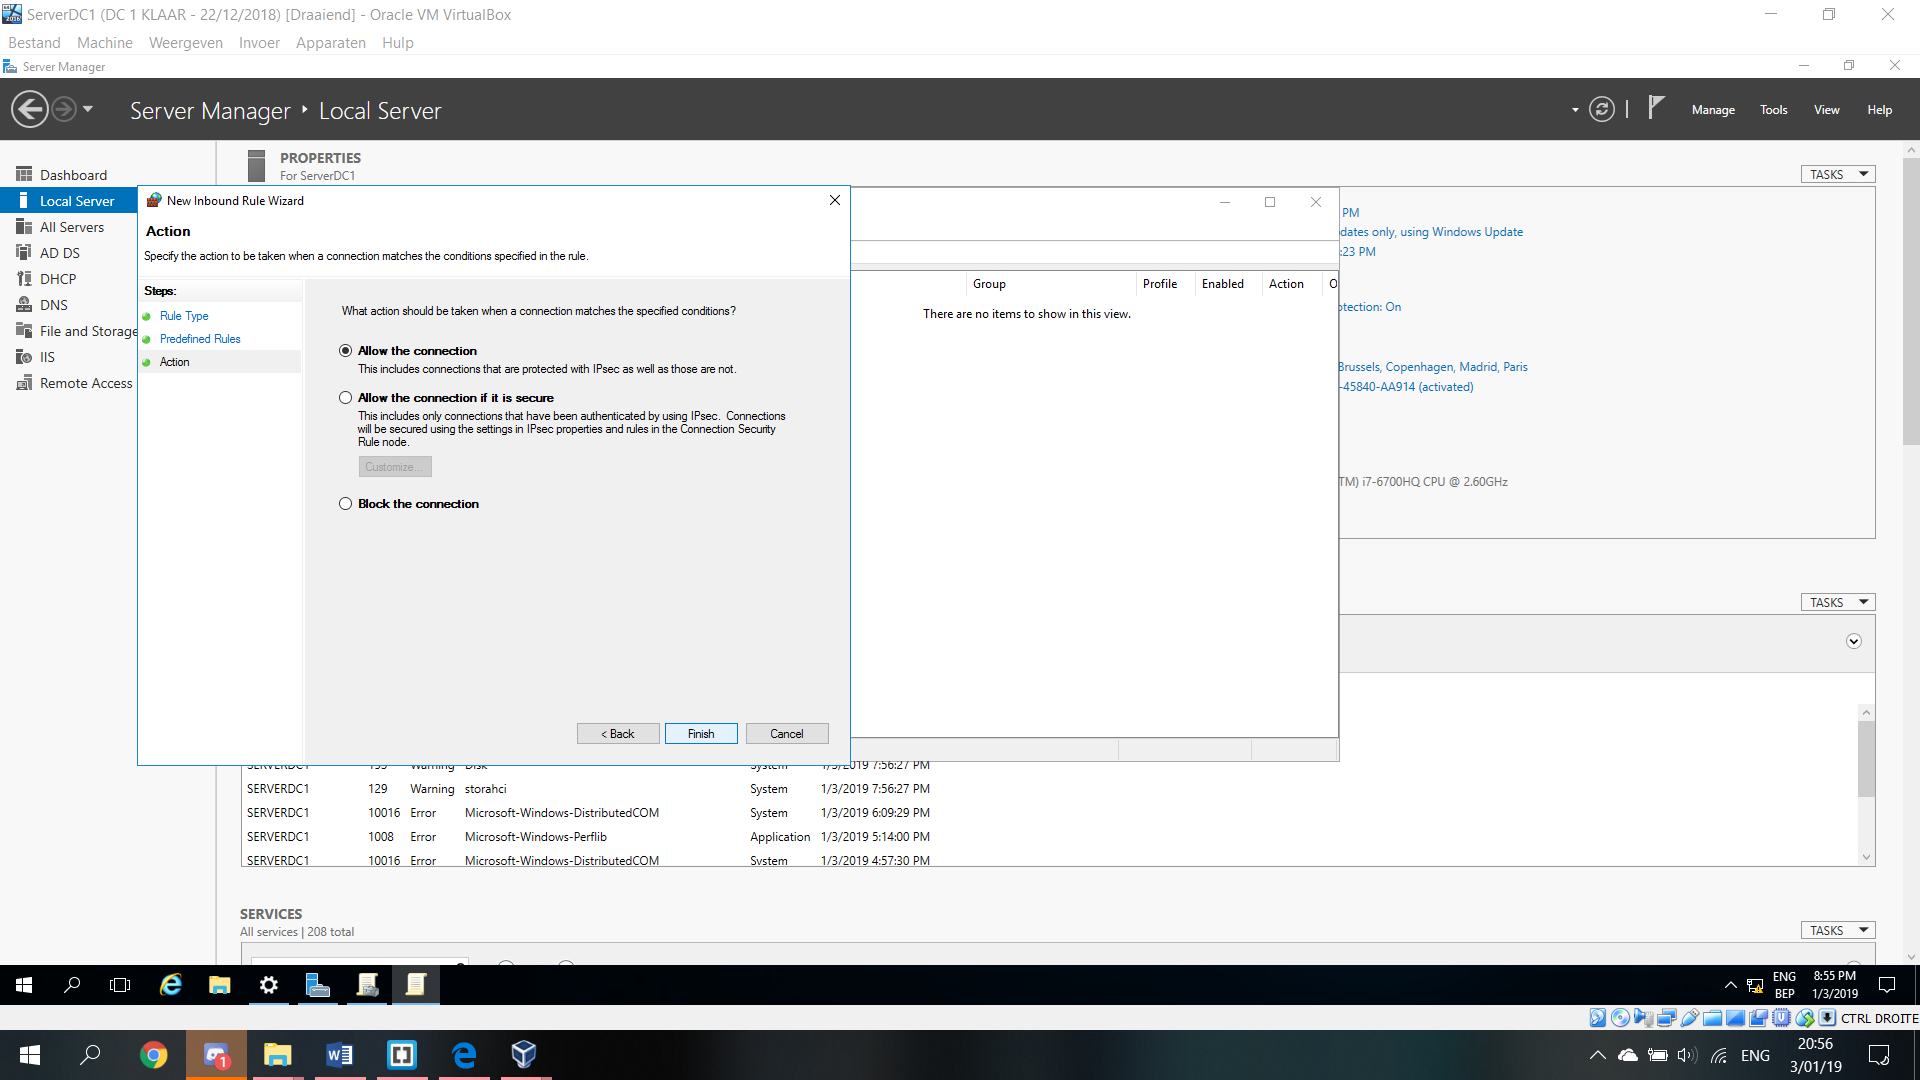 ServerDC1 (DC 1 KLAAR - 22/12/2018) [Draaiend] - Oracle VM VirtualBox
Bestand Machine Weergeven Invoer Apparaten Hulp
Server Manager
Server Manager ‣ Local Server
Manage Tools View Help
Dashboard
Local Server
All Servers
AD DS
DHCP
DNS
File and Storage
IIS
Remote Access
PROPERTIES
For ServerDC1
TASKS
New Inbound Rule Wizard
Action
Specify the action to be taken when a connection matches the conditions specified in the rule.
Steps:
Rule Type
Predefined Rules
Action
What action should be taken when a connection matches the specified conditions?
Allow the connection
This includes connections that are protected with IPsec as well as those are not.
Allow the connection if it is secure
This includes only connections that have been authenticated by using IPsec. Connections
will be secured using the settings in IPsec properties and rules in the Connection Security
Rule node.
Customize...
Block the connection
< Back Finish Cancel
Group Profile Enabled Action O
There are no items to show in this view.
PM
dates only, using Windows Update
:23 PM
otection: On
Brussels, Copenhagen, Madrid, Paris
-45840-AA914 (activated)
TM) i7-6700HQ CPU @ 2.60GHz
TASKS
SERVERDC1 153 Warning Disk System 1/3/2019 7:56:27 PM
SERVERDC1 129 Warning storahci System 1/3/2019 7:56:27 PM
SERVERDC1 10016 Error Microsoft-Windows-DistributedCOM System 1/3/2019 6:09:29 PM
SERVERDC1 1008 Error Microsoft-Windows-Perflib Application 1/3/2019 5:14:00 PM
SERVERDC1 10016 Error Microsoft-Windows-DistributedCOM System 1/3/2019 4:57:30 PM
SERVICES
All services | 208 total
TASKS
ENG
BEP
8:55 PM
1/3/2019
CTRL DROITE
1
ENG
20:56
3/01/19